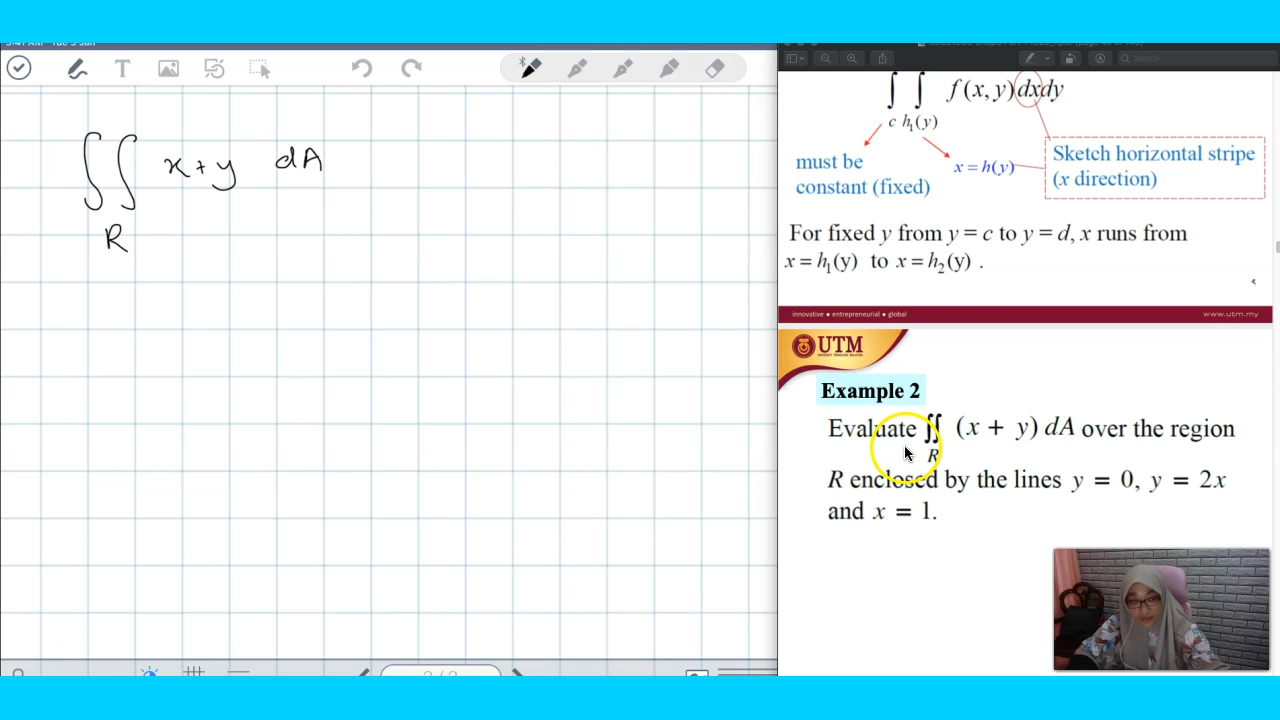 ∫∫ x+y dA
R
∫ ∫ f(x, y)dxdy
c h₁(y)
must be
constant (fixed)
x = h(y)
Sketch horizontal stripe
(x direction)
For fixed y from y = c to y = d, x runs from
x = h₁(y) to x = h₂(y) .
innovative ● entrepreneurial ● global
www.utm.my
UTM
Example 2
Evaluate ∬ (x + y) dA over the region
R
R enclosed by the lines y = 0, y = 2x
and x = 1.
Search